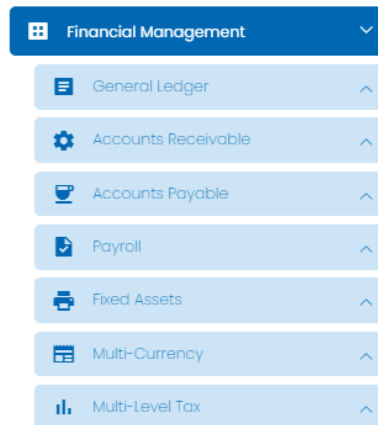 Financial Management
General Ledger
Accounts Receivable
Accounts Payable
Payroll
Fixed Assets
Multi-Currency
Multi-Level Tax